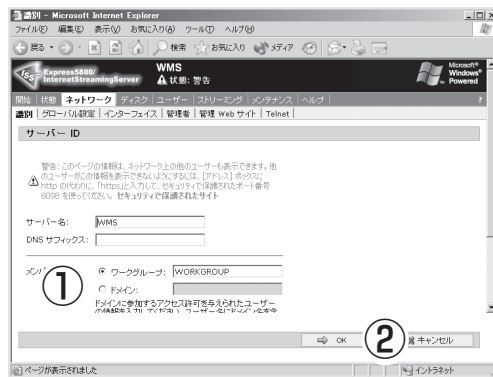 識別 - Microsoft Internet Explorer
ファイル(F) 編集(E) 表示(V) お気に入り(A) ツール(T) ヘルプ(H)
戻る 検索 お気に入り メディア
Express5800/
InternetStreamingServer
WMS
状態: 警告
Microsoft®
Windows®
Powered
開始 状態 ネットワーク ディスク ユーザー ストリーミング メンテナンス ヘルプ ?
識別 グローバル設定 インターフェイス 管理者 管理 Web サイト Telnet
サーバー ID
警告: このページの情報は、ネットワーク上の他のユーザーも表示できます。他
のユーザーがこの情報を表示できないようにするには、[アドレス] ボックスに
http の代わりに、「https」と入力して、セキュリティで保護されたポート番号
8098 を使ってください。 セキュリティで保護されたサイト
サーバー名: WMS
DNS サフィックス:
ワークグループ: WORKGROUP
①
ドメイン:
ドメインに参加するアクセス許可を与えられたユーザー
OK
②
キャンセル
ページが表示されました
イントラネット